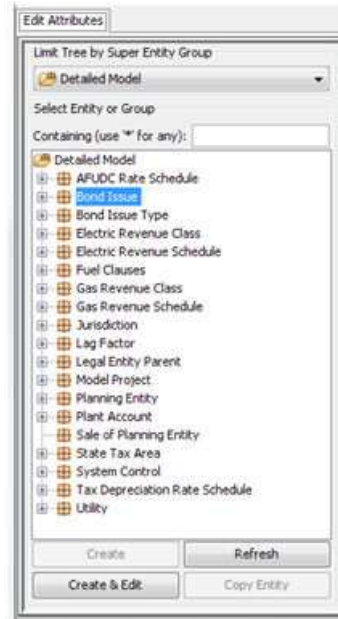 Edit Attributes
Limit Tree by Super Entity Group
Detailed Model
Select Entity or Group
Containing (use '*' for any):
Detailed Model
AFUDC Rate Schedule
Bond Issue
Bond Issue Type
Electric Revenue Class
Electric Revenue Schedule
Fuel Clauses
Gas Revenue Class
Gas Revenue Schedule
Jurisdiction
Lag Factor
Legal Entity Parent
Model Project
Planning Entity
Plant Account
Sale of Planning Entity
State Tax Area
System Control
Tax Depreciation Rate Schedule
Utility
Create Refresh
Create & Edit Copy Entity